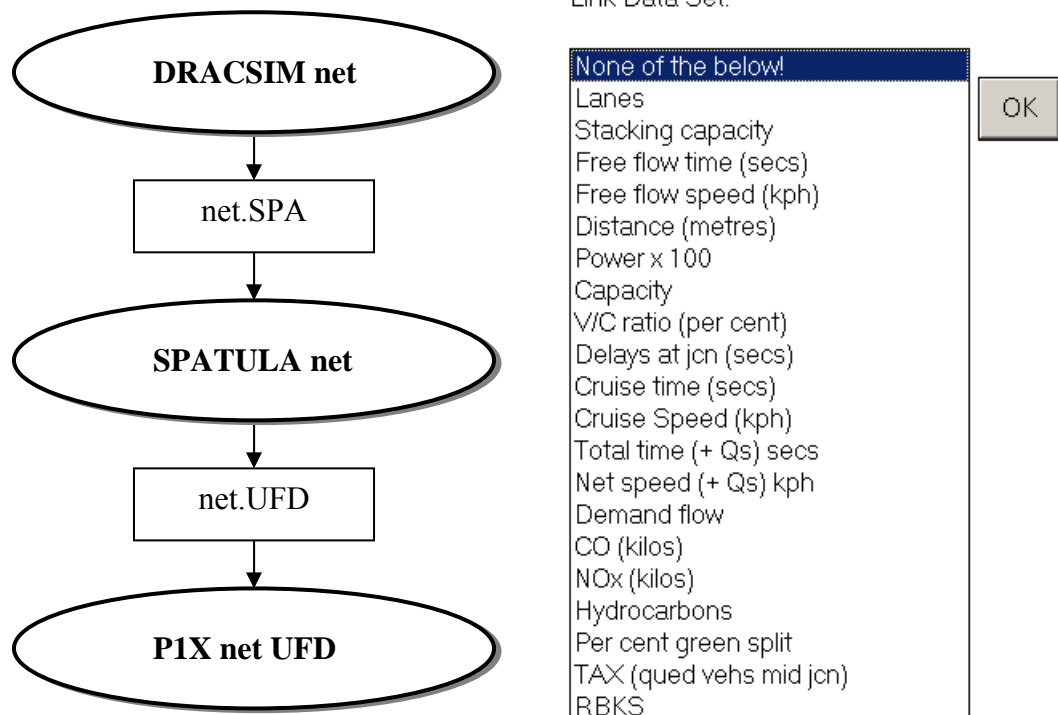 DRACSIM net
net.SPA
SPATULA net
net.UFD
P1X net UFD
Link Data Set:
None of the below!
Lanes
Stacking capacity
Free flow time (secs)
Free flow speed (kph)
Distance (metres)
Power x 100
Capacity
V/C ratio (per cent)
Delays at jcn (secs)
Cruise time (secs)
Cruise Speed (kph)
Total time (+ Qs) secs
Net speed (+ Qs) kph
Demand flow
CO (kilos)
NOx (kilos)
Hydrocarbons
Per cent green split
TAX (qued vehs mid jcn)
RBKS
OK